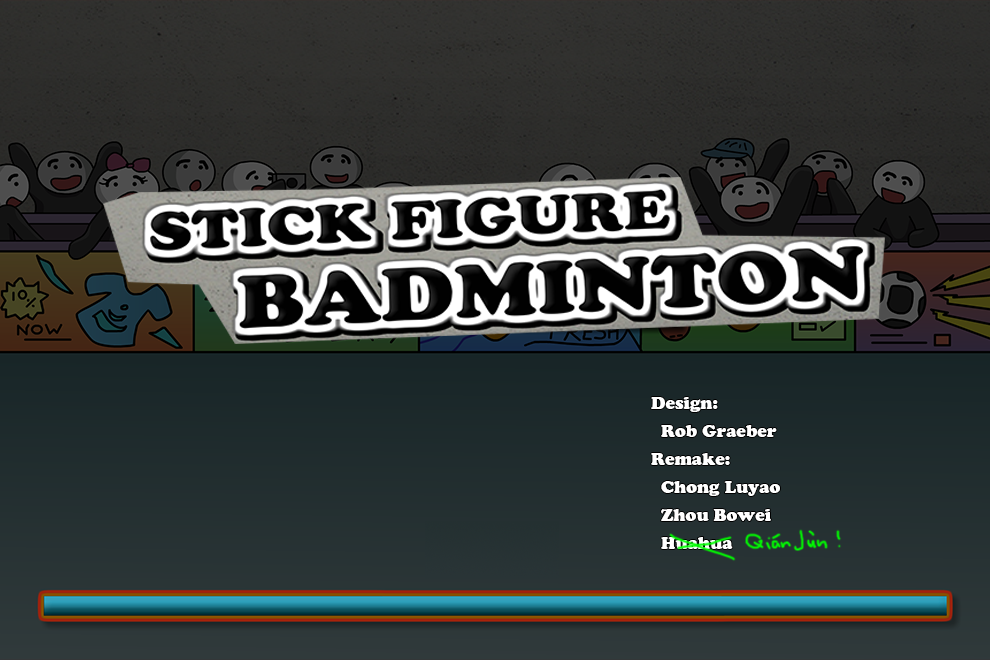 STICK FIGURE
BADMINTON
10%
NOW
FRESH
Design:
Rob Graeber
Remake:
Chong Luyao
Zhou Bowei
Huahua Qián Jùn !